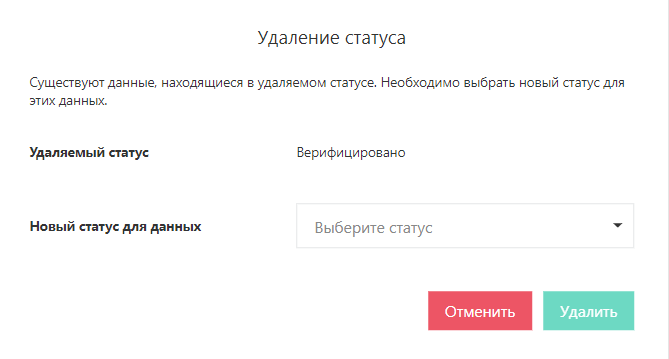 Удаление статуса
Существуют данные, находящиеся в удаляемом статусе. Необходимо выбрать новый статус для
этих данных.
Удаляемый статус Верифицировано
Новый статус для данных Выберите статус
Отменить Удалить